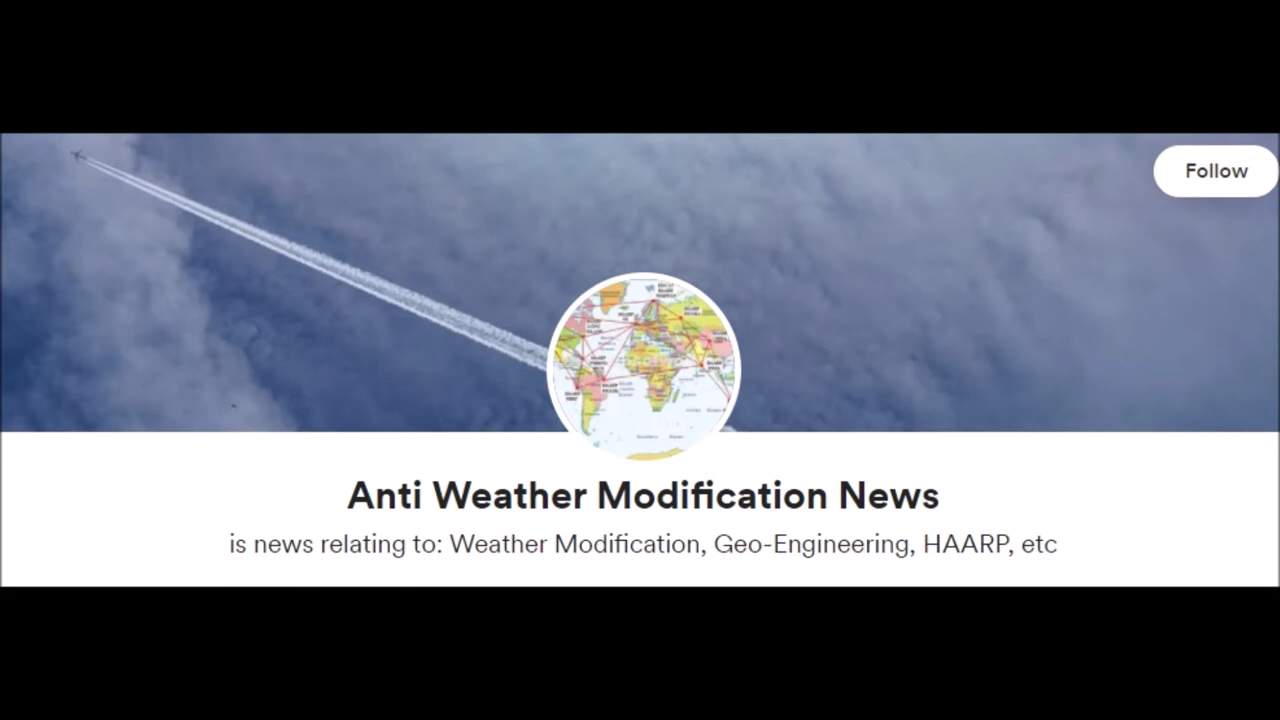 Follow
Anti Weather Modification News
is news relating to: Weather Modification, Geo-Engineering, HAARP, etc